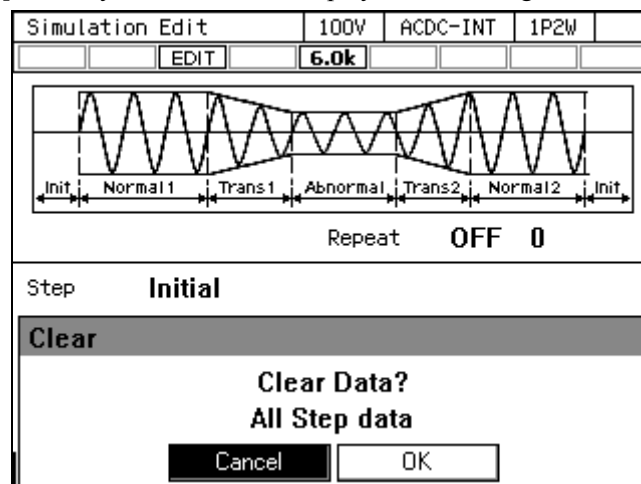 Simulation Edit 100V ACDC-INT 1P2W
EDIT 6.0k
Init Normal1 Trans1 Abnormal Trans2 Normal2 Init
Repeat OFF 0
Step Initial
Clear
Clear Data?
All Step data
Cancel OK